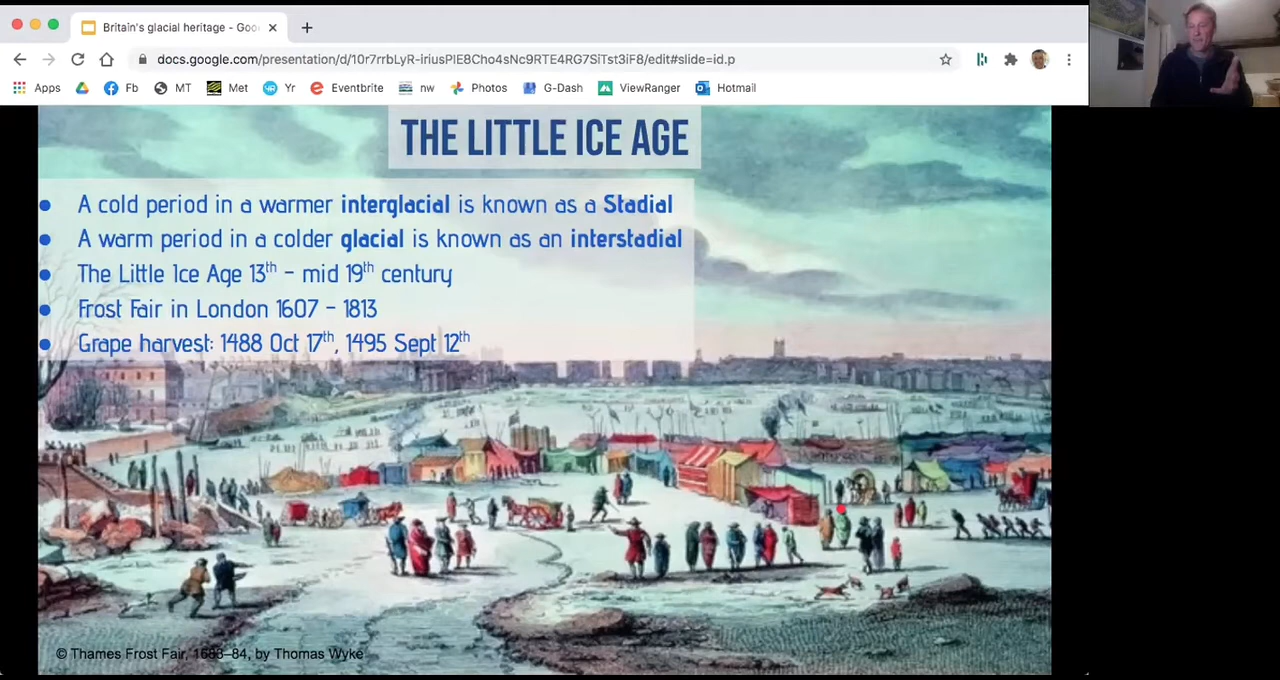 Britain's glacial heritage - Goo
docs.google.com/presentation/d/10r7rrbLyR-iriusPlE8Cho4sNc9RTE4RG7SiTst3iF8/edit#slide=id.p
Apps Fb MT Met Yr Eventbrite nw Photos G-Dash ViewRanger Hotmail
THE LITTLE ICE AGE
• A cold period in a warmer interglacial is known as a Stadial
• A warm period in a colder glacial is known as an interstadial
• The Little Ice Age 13th - mid 19th century
• Frost Fair in London 1607 - 1813
• Grape harvest: 1488 Oct 17th, 1495 Sept 12th
© Thames Frost Fair, 1683–84, by Thomas Wyke